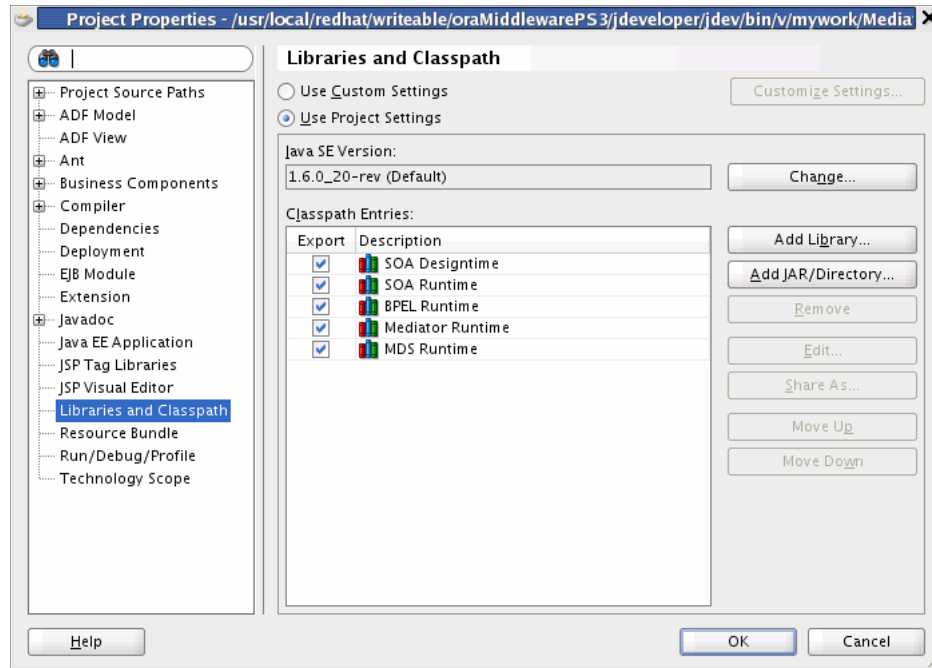 Project Properties - /usr/local/redhat/writeable/oraMiddlewarePS3/jdeveloper/jdev/bin/v/mywork/Media
Project Source Paths
ADF Model
ADF View
Ant
Business Components
Compiler
Dependencies
Deployment
EJB Module
Extension
Javadoc
Java EE Application
JSP Tag Libraries
JSP Visual Editor
Libraries and Classpath
Resource Bundle
Run/Debug/Profile
Technology Scope
Libraries and Classpath
Use Custom Settings
Customize Settings...
Use Project Settings
Java SE Version:
1.6.0_20-rev (Default)
Change...
Classpath Entries:
Export Description
SOA Designtime
SOA Runtime
BPEL Runtime
Mediator Runtime
MDS Runtime
Add Library...
Add JAR/Directory...
Remove
Edit...
Share As...
Move Up
Move Down
Help
OK
Cancel